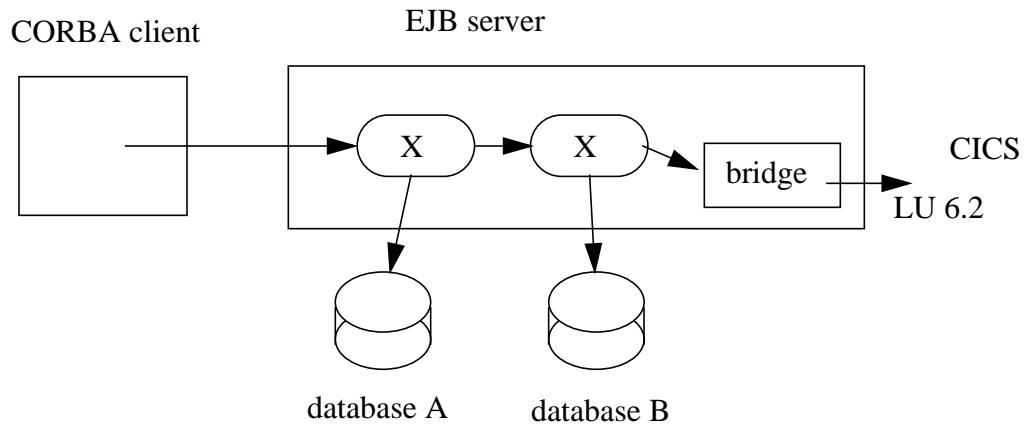 CORBA client
EJB server
X
X
bridge
CICS
LU 6.2
database A
database B